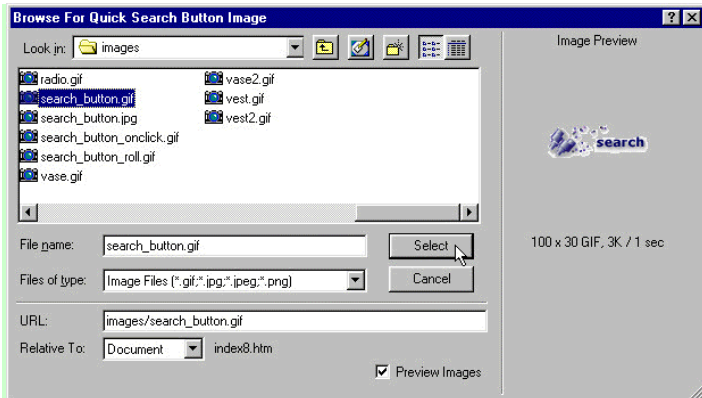 Browse For Quick Search Button Image
Look in: images
Image Preview
radio.gif
search_button.gif
search_button.jpg
search_button_onclick.gif
search_button_roll.gif
vase.gif
vase2.gif
vest.gif
vest2.gif
search
File name: search_button.gif Select
100 x 30 GIF, 3K / 1 sec
Files of type: Image Files (*.gif;*.jpg;*.jpeg;*.png) Cancel
URL: images/search_button.gif
Relative To: Document index8.htm
Preview Images